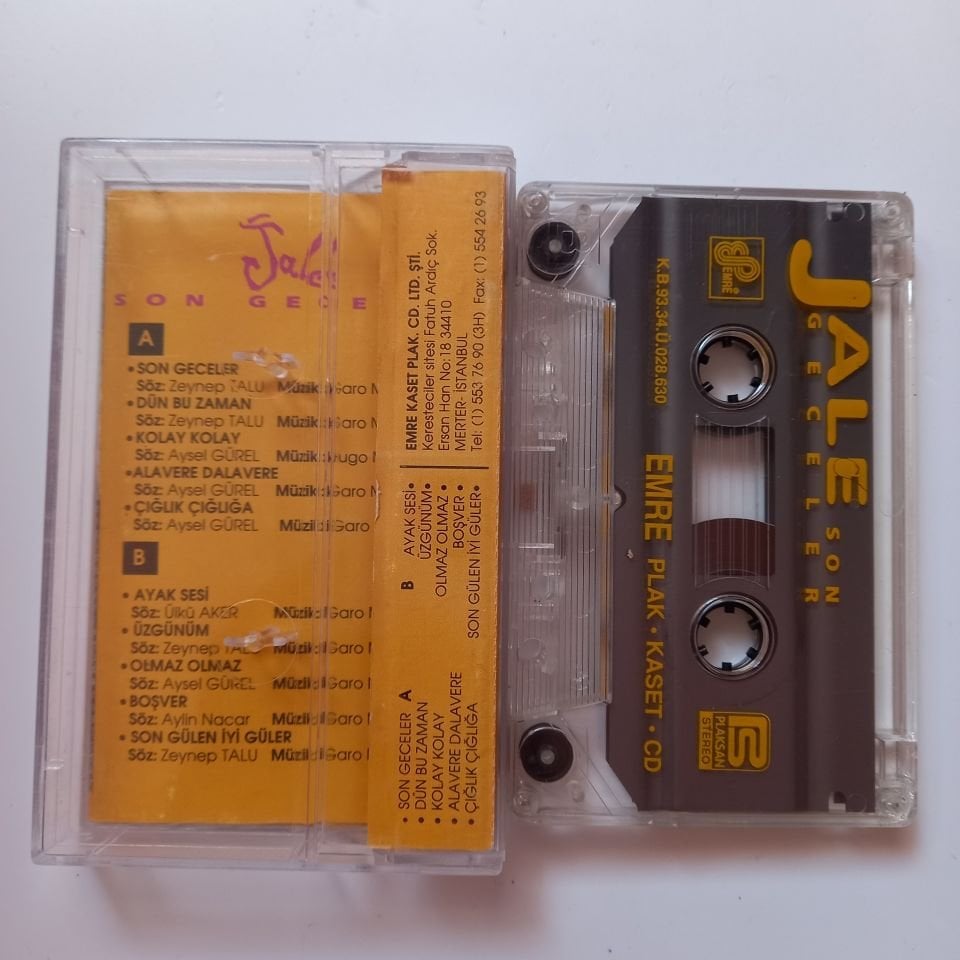 Jale
SON GECE
A
• SON GECELER
Söz: Zeynep TALU Müzik: Garo
• DÜN BU ZAMAN
Söz: Zeynep TALU Müzik: Garo
• KOLAY KOLAY
Söz: Aysel GÜREL Müzik: Hugo
• ALAVERE DALAVERE
Söz: Aysel GÜREL Müzik: Garo
• ÇIĞLIK ÇIĞLIĞA
Söz: Aysel GÜREL Müzik: Garo
B
• AYAK SESİ
Söz: Ülkü AKER Müzik: Garo
• ÜZGÜNÜM
Söz: Zeynep TALU Müzik: Garo
• OLMAZ OLMAZ
Söz: Aysel GÜREL Müzik: Garo
• BOŞVER
Söz: Aylin Nacar Müzik: Garo
• SON GÜLEN İYİ GÜLER
Söz: Zeynep TALU Müzik: Garo
• SON GECELER A
• DÜN BU ZAMAN
• KOLAY KOLAY
• ALAVERE DALAVERE
• ÇIĞLIK ÇIĞLIĞA
B AYAK SESİ •
ÜZGÜNÜM •
OLMAZ OLMAZ •
BOŞVER •
SON GÜLEN İYİ GÜLER •
EMRE KASET PLAK. CD. LTD. ŞTİ.
Keresteciler sitesi Fatuh Ardıç Sok.
Ersan Han No:18 34410
MERTER- İSTANBUL
Tel: (1) 553 76 90 (3H) Fax: (1) 554 26 93
JALE SON
GECELER
EMRE
K.B.93.34.Ü.028.630
EMRE PLAK • KASET • CD
PLAKSAN
STEREO